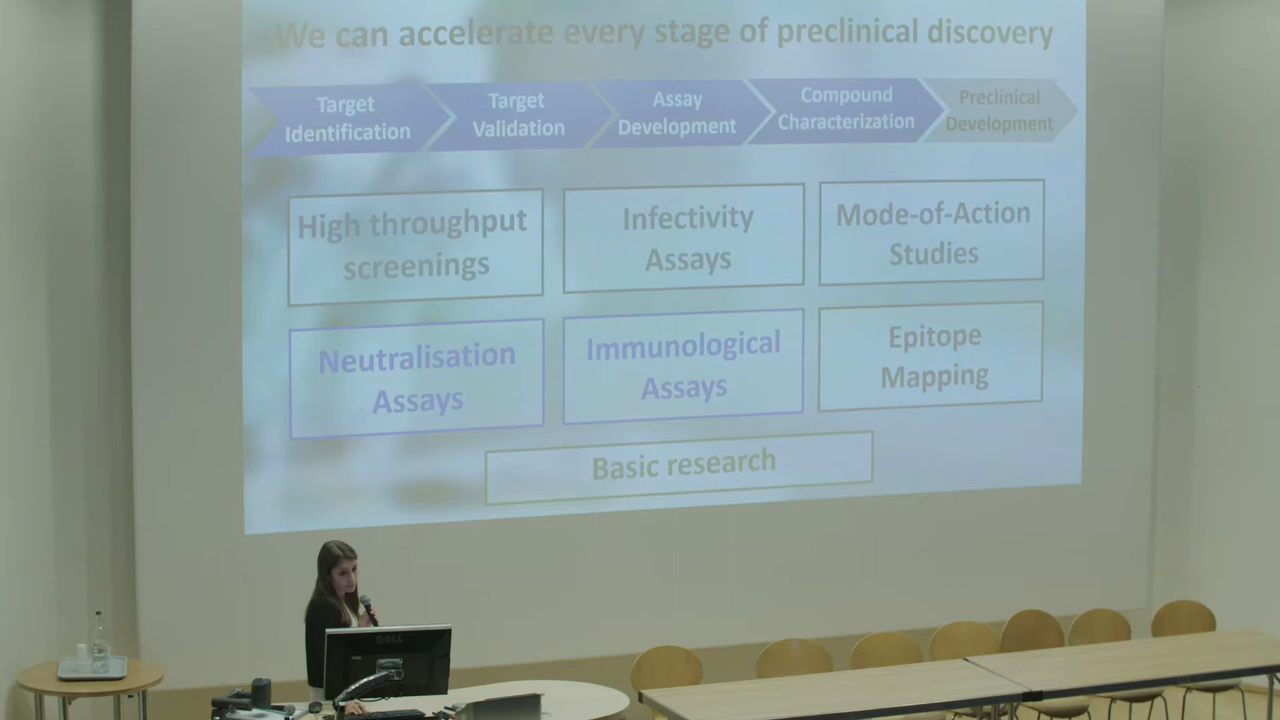 We can accelerate every stage of preclinical discovery
Target
Identification
Target
Validation
Assay
Development
Compound
Characterization
Preclinical
Development
High throughput
screenings
Infectivity
Assays
Mode-of-Action
Studies
Neutralisation
Assays
Immunological
Assays
Epitope
Mapping
Basic research
DELL